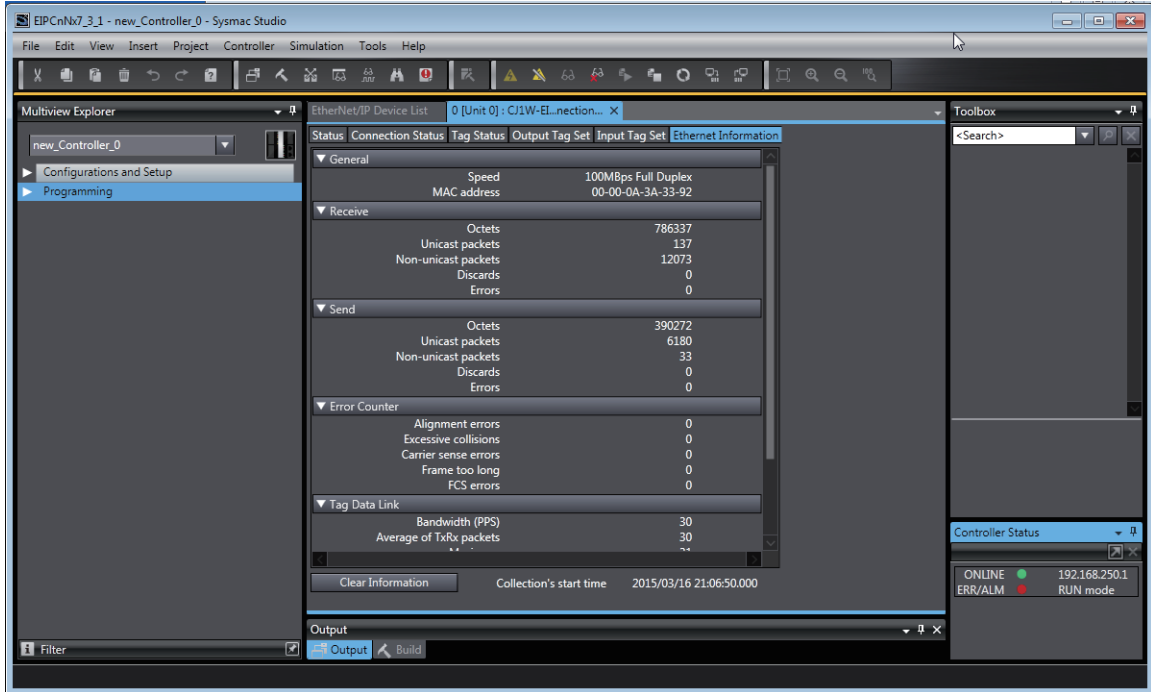 EIPCnNx7_3_1 - new_Controller_0 - Sysmac Studio
File Edit View Insert Project Controller Simulation Tools Help
Multiview Explorer
new_Controller_0
Configurations and Setup
Programming
Filter
EtherNet/IP Device List 0 [Unit 0] : CJ1W-EI...nection...
Status Connection Status Tag Status Output Tag Set Input Tag Set Ethernet Information
General
Speed 100MBps Full Duplex
MAC address 00-00-0A-3A-33-92
Receive
Octets 786337
Unicast packets 137
Non-unicast packets 12073
Discards 0
Errors 0
Send
Octets 390272
Unicast packets 6180
Non-unicast packets 33
Discards 0
Errors 0
Error Counter
Alignment errors 0
Excessive collisions 0
Carrier sense errors 0
Frame too long 0
FCS errors 0
Tag Data Link
Bandwidth (PPS) 30
Average of TxRx packets 30
Clear Information Collection's start time 2015/03/16 21:06:50.000
Output
Output Build
Toolbox
<Search>
Controller Status
ONLINE 192.168.250.1
ERR/ALM RUN mode